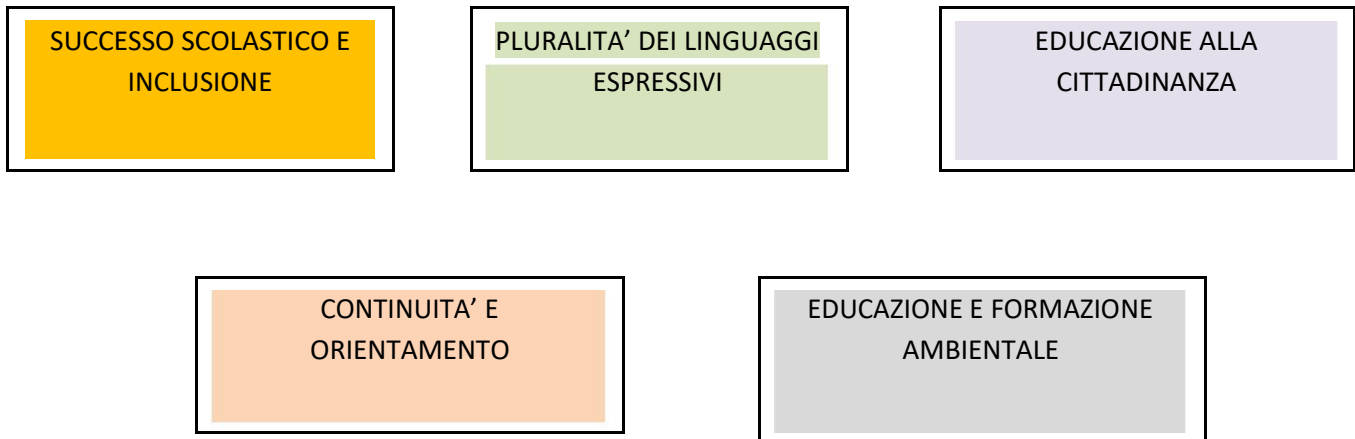 SUCCESSO SCOLASTICO E
INCLUSIONE
PLURALITA’ DEI LINGUAGGI
ESPRESSIVI
EDUCAZIONE ALLA
CITTADINANZA
CONTINUITA’ E
ORIENTAMENTO
EDUCAZIONE E FORMAZIONE
AMBIENTALE